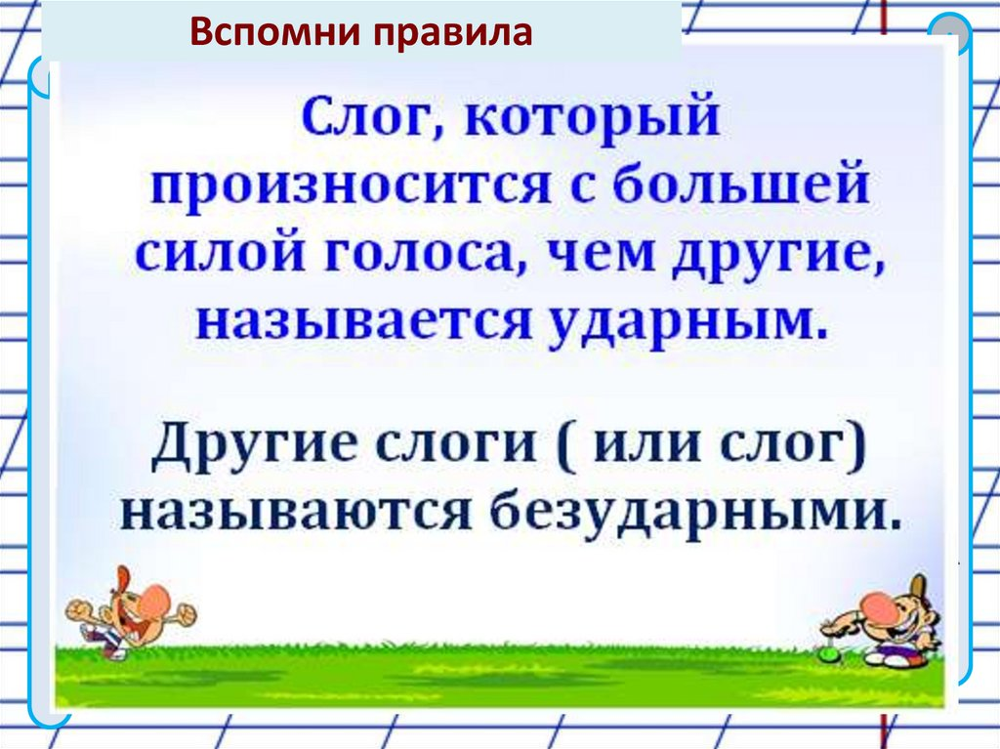 Вспомни правила
Слог, который
произносится с большей
силой голоса, чем другие,
называется ударным.
Другие слоги ( или слог)
называются безударными.